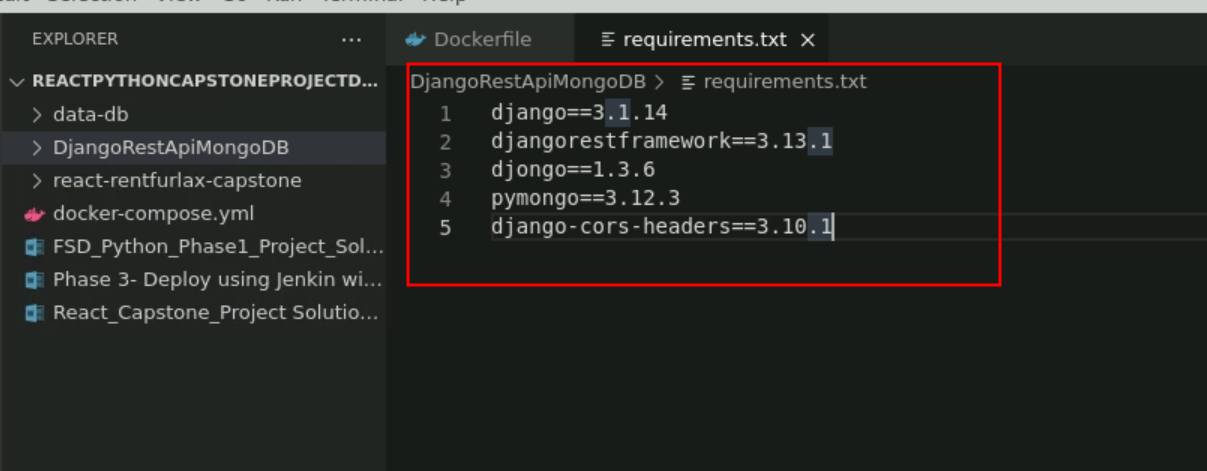 EXPLORER
...
Dockerfile
requirements.txt
REACTPYTHONCAPSTONEPROJECTD...
data-db
DjangoRestApiMongoDB
react-rentfurlax-capstone
docker-compose.yml
FSD_Python_Phase1_Project_Sol...
Phase 3- Deploy using Jenkin wi...
React_Capstone_Project Solutio...
DjangoRestApiMongoDB > requirements.txt
1 django==3.1.14
2 djangorestframework==3.13.1
3 djongo==1.3.6
4 pymongo==3.12.3
5 django-cors-headers==3.10.1